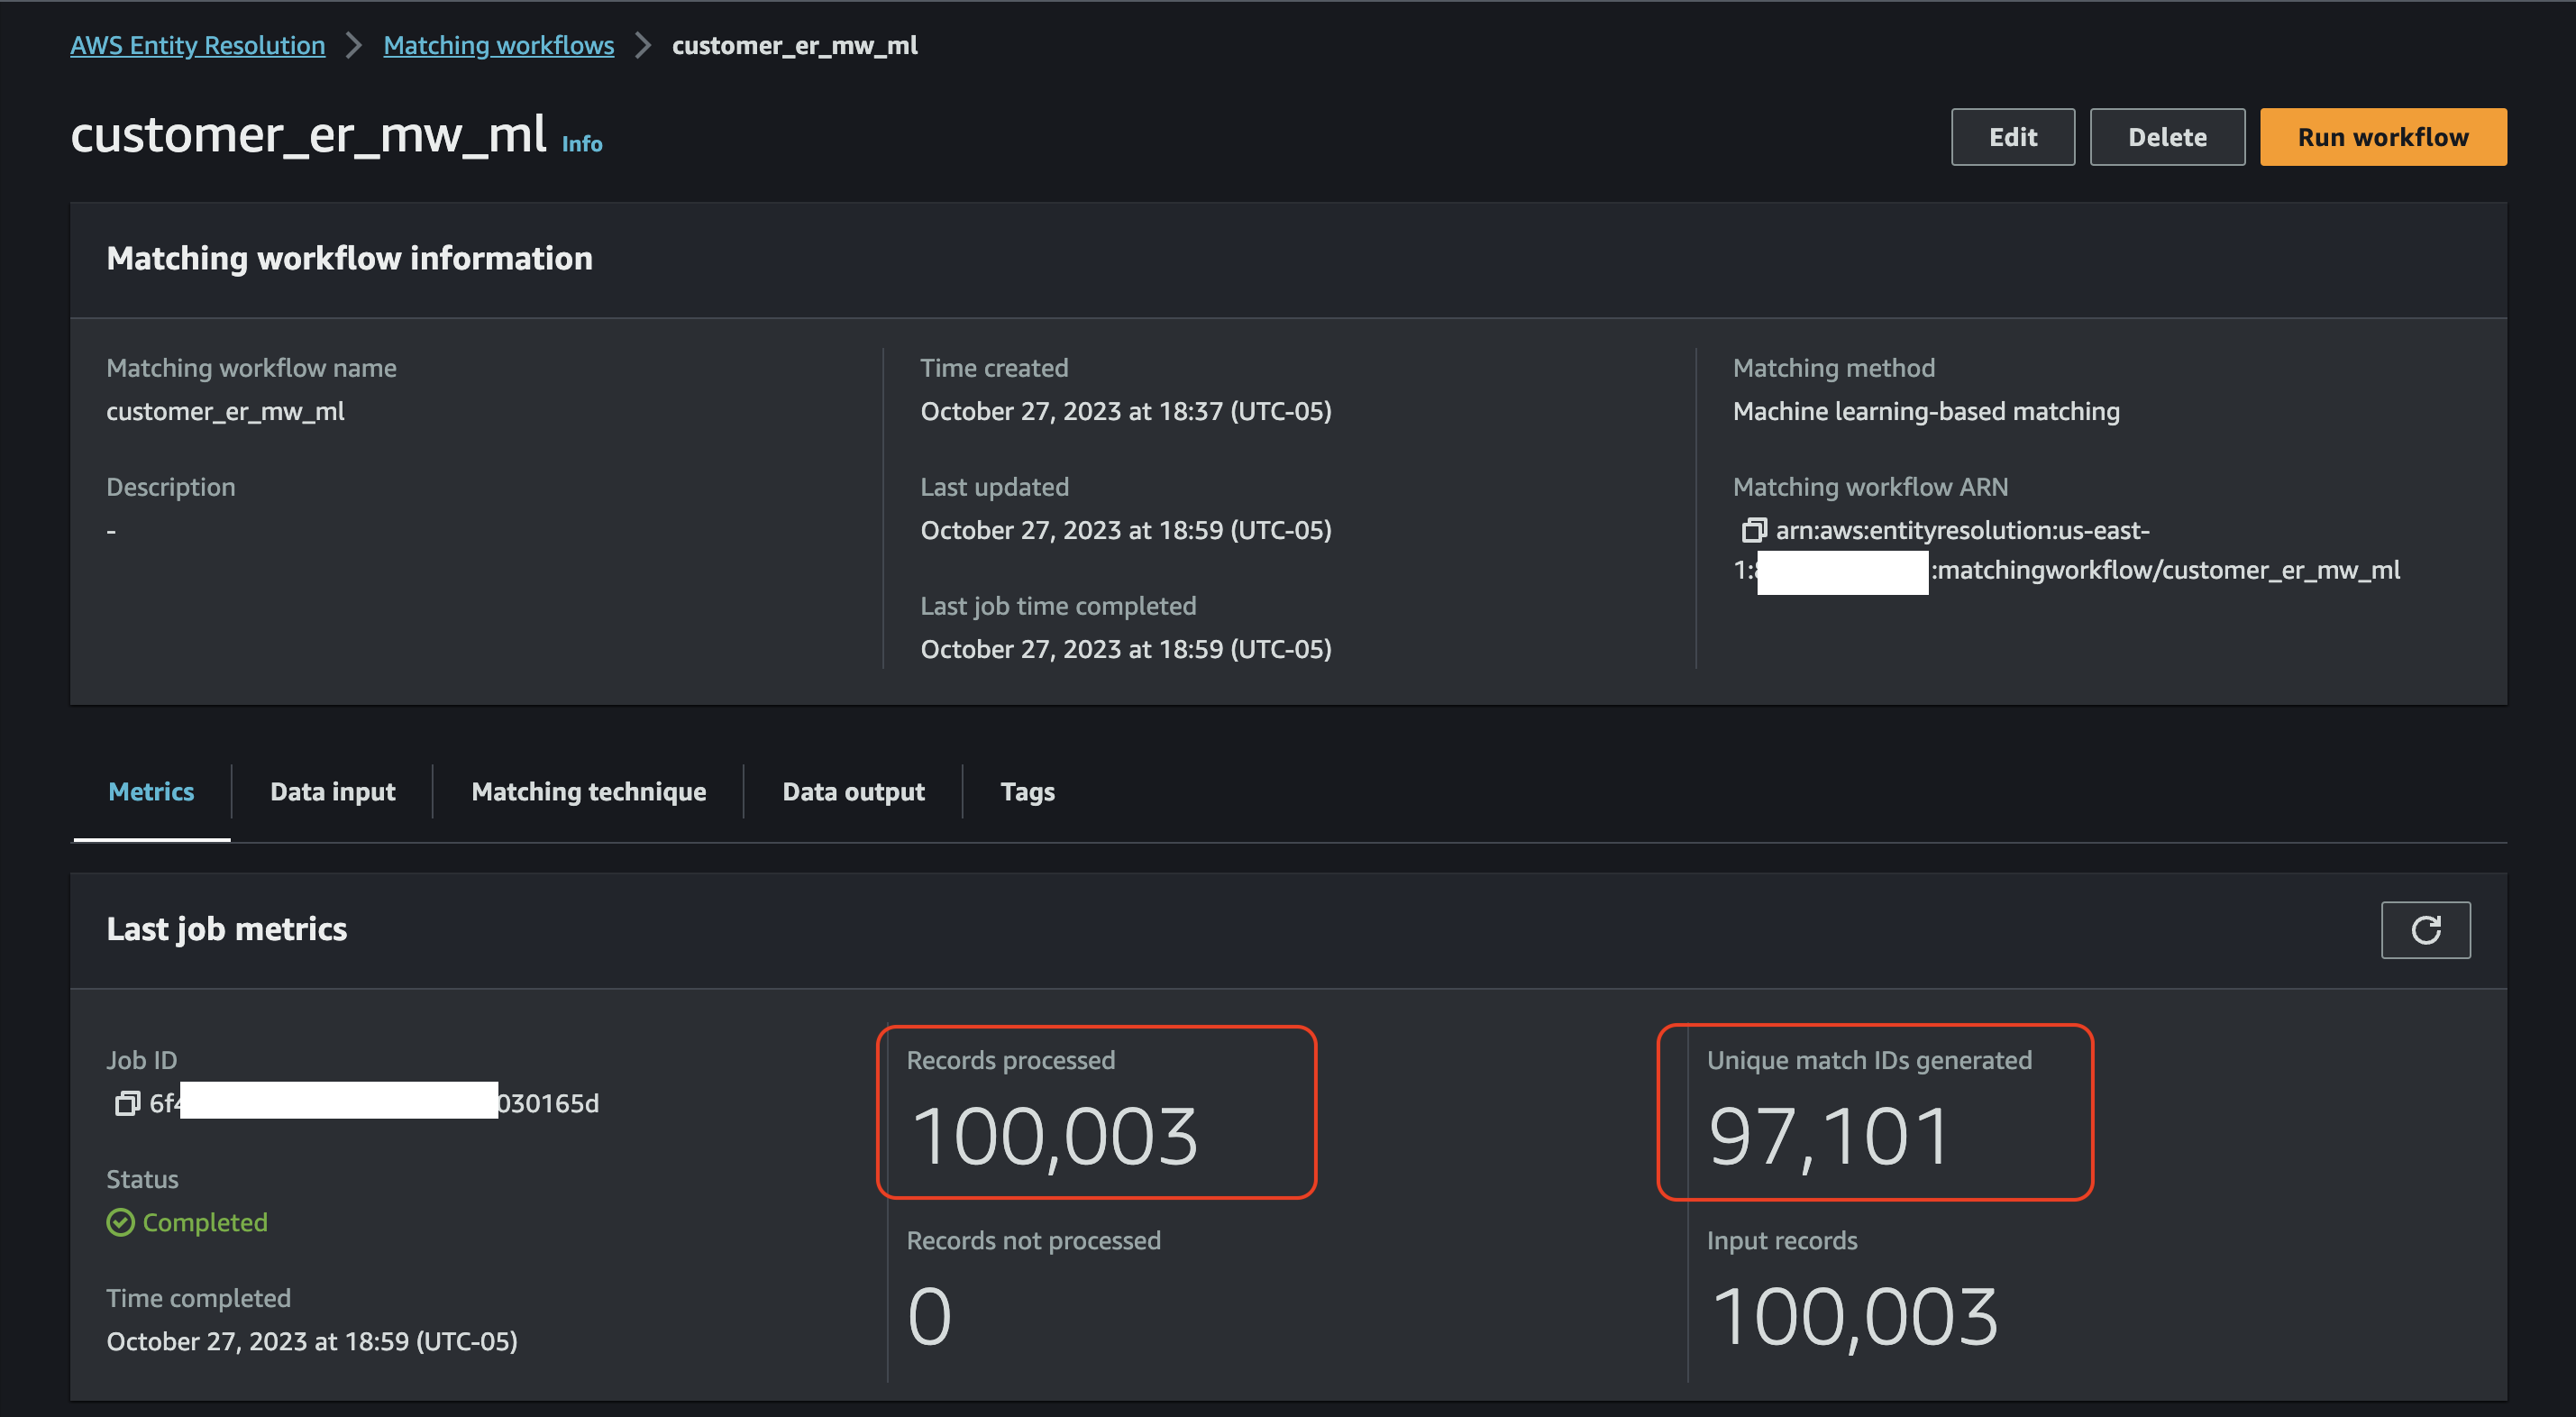 AWS Entity Resolution > Matching workflows > customer_er_mw_ml
customer_er_mw_ml Info
Edit Delete Run workflow
Matching workflow information
Matching workflow name
customer_er_mw_ml
Description
-
Time created
October 27, 2023 at 18:37 (UTC-05)
Last updated
October 27, 2023 at 18:59 (UTC-05)
Last job time completed
October 27, 2023 at 18:59 (UTC-05)
Matching method
Machine learning-based matching
Matching workflow ARN
arn:aws:entityresolution:us-east-
1: :matchingworkflow/customer_er_mw_ml
Metrics Data input Matching technique Data output Tags
Last job metrics
Job ID
6f4 030165d
Status
Completed
Time completed
October 27, 2023 at 18:59 (UTC-05)
Records processed
100,003
Records not processed
0
Unique match IDs generated
97,101
Input records
100,003